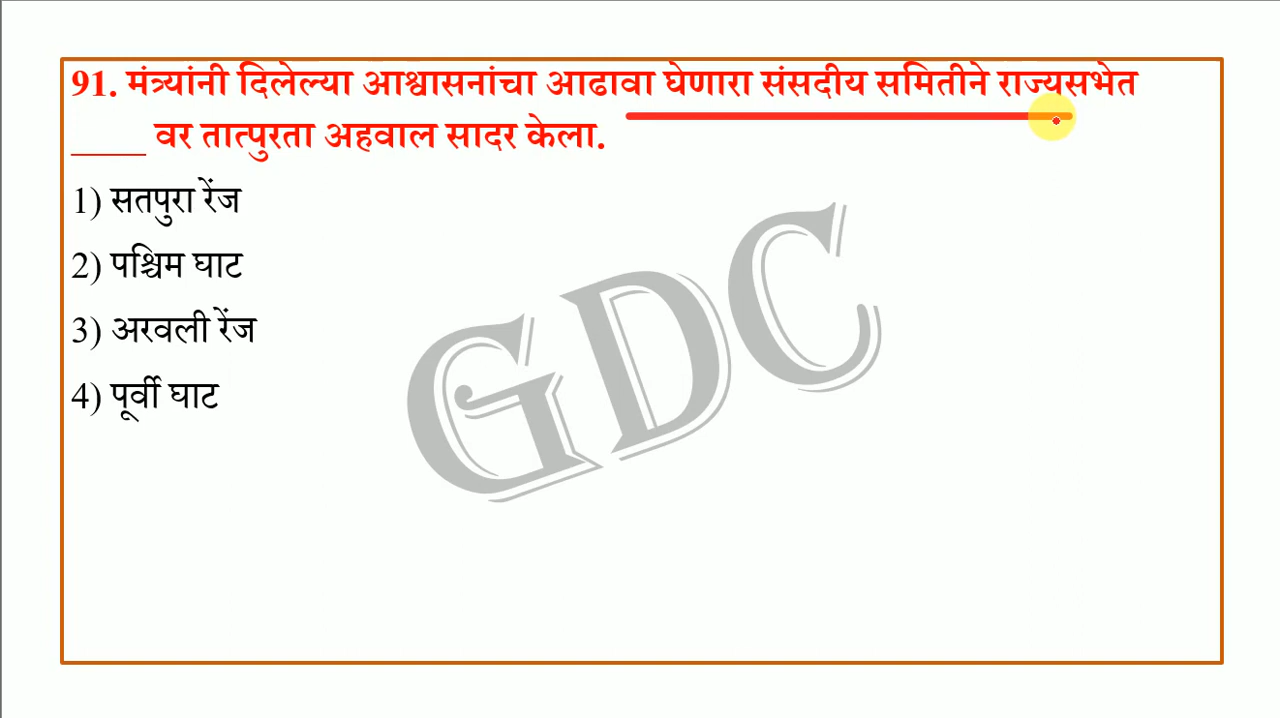 91. मंत्र्यांनी दिलेल्या आश्वासनांचा आढावा घेणारा संसदीय समितीने राज्यसभेत
____ वर तात्पुरता अहवाल सादर केला.
1) सतपुरा रेंज
2) पश्चिम घाट
3) अरवली रेंज
4) पूर्वी घाट
GDC